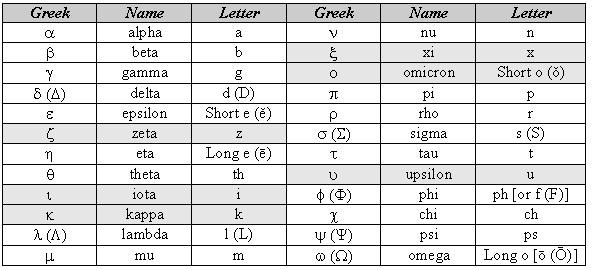 Greek Name Letter Greek Name Letter
α alpha a ν nu n
β beta b ξ xi x
γ gamma g ο omicron Short o (ŏ)
δ (Δ) delta d (D) π pi p
ε epsilon Short e (ĕ) ρ rho r
ζ zeta z σ (Σ) sigma s (S)
η eta Long e (ē) τ tau t
θ theta th υ upsilon u
ι iota i ϕ (Φ) phi ph [or f (F)]
κ kappa k χ chi ch
λ (Λ) lambda l (L) ψ (Ψ) psi ps
μ mu m ω (Ω) omega Long o [ō (Ō)]